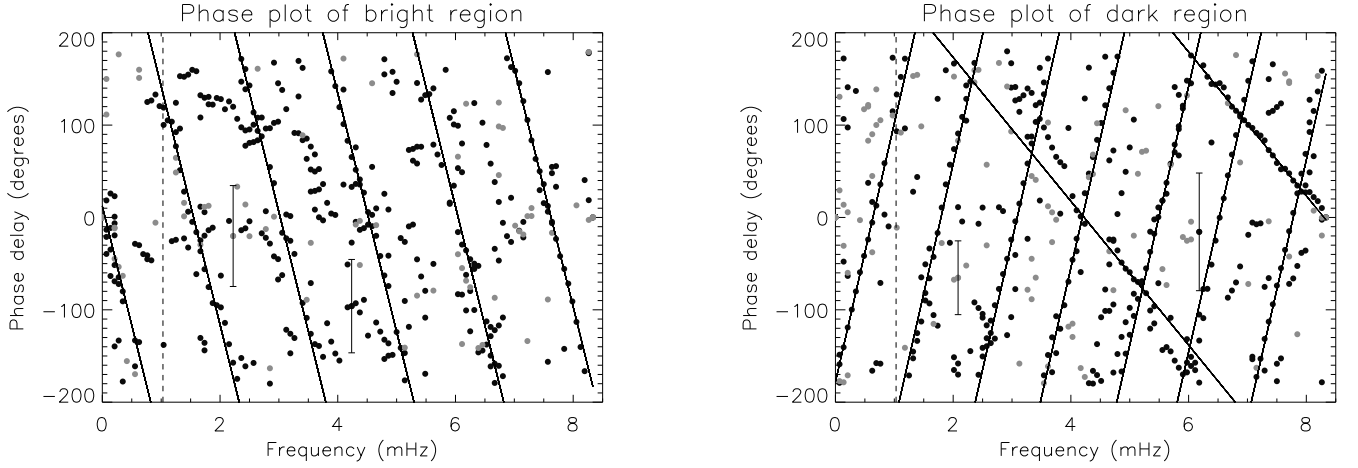 Phase plot of bright region
Phase delay (degrees)
200
100
0
−100
−200
0 2 4 6 8
Frequency (mHz)
Phase plot of dark region
Phase delay (degrees)
200
100
0
−100
−200
0 2 4 6 8
Frequency (mHz)